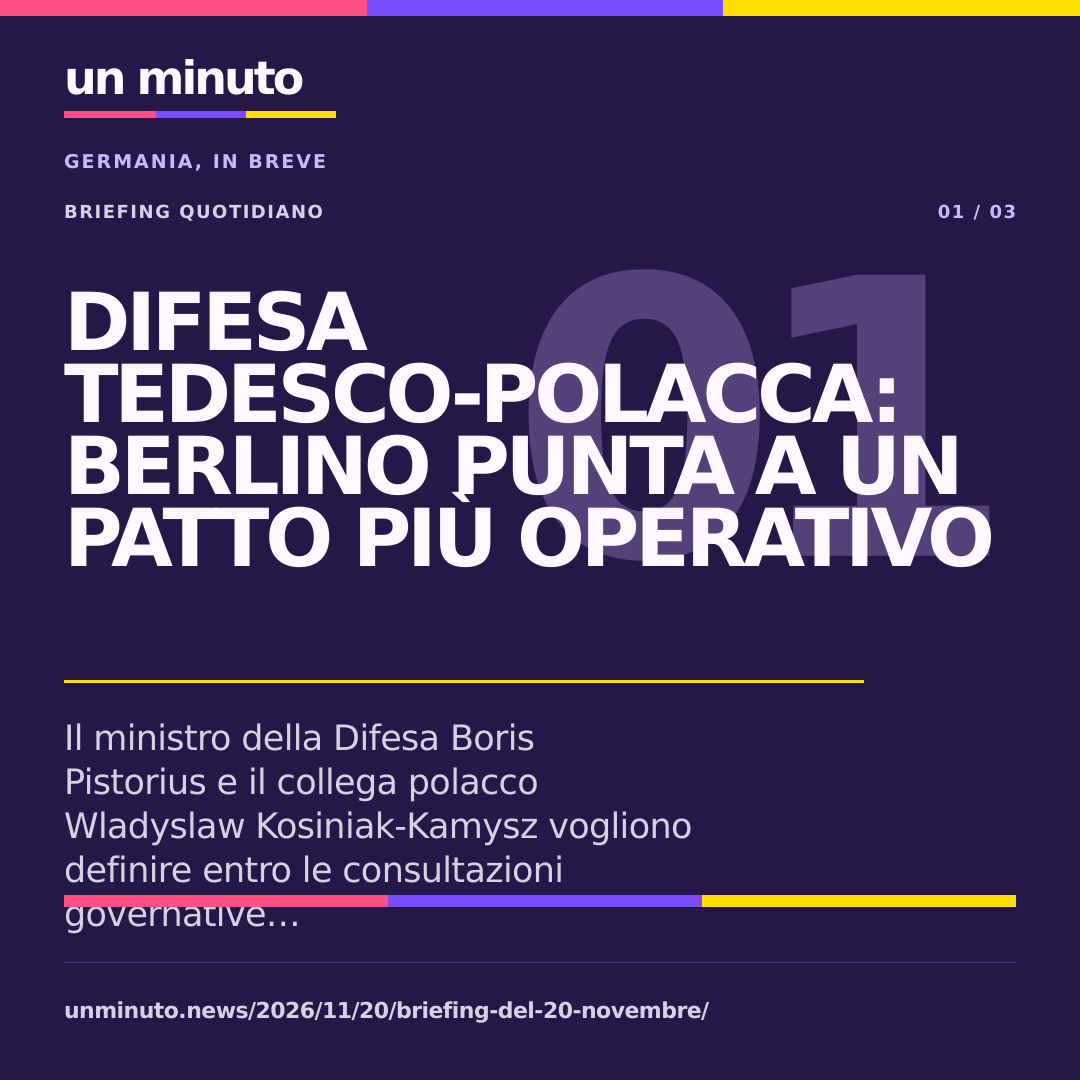 un minuto
GERMANIA, IN BREVE
BRIEFING QUOTIDIANO
01 / 03
01
DIFESA
TEDESCO-POLACCA:
BERLINO PUNTA A UN
PATTO PIÙ OPERATIVO
Il ministro della Difesa Boris
Pistorius e il collega polacco
Wladyslaw Kosiniak-Kamysz vogliono
definire entro le consultazioni
governative…
unminuto.news/2026/11/20/briefing-del-20-novembre/